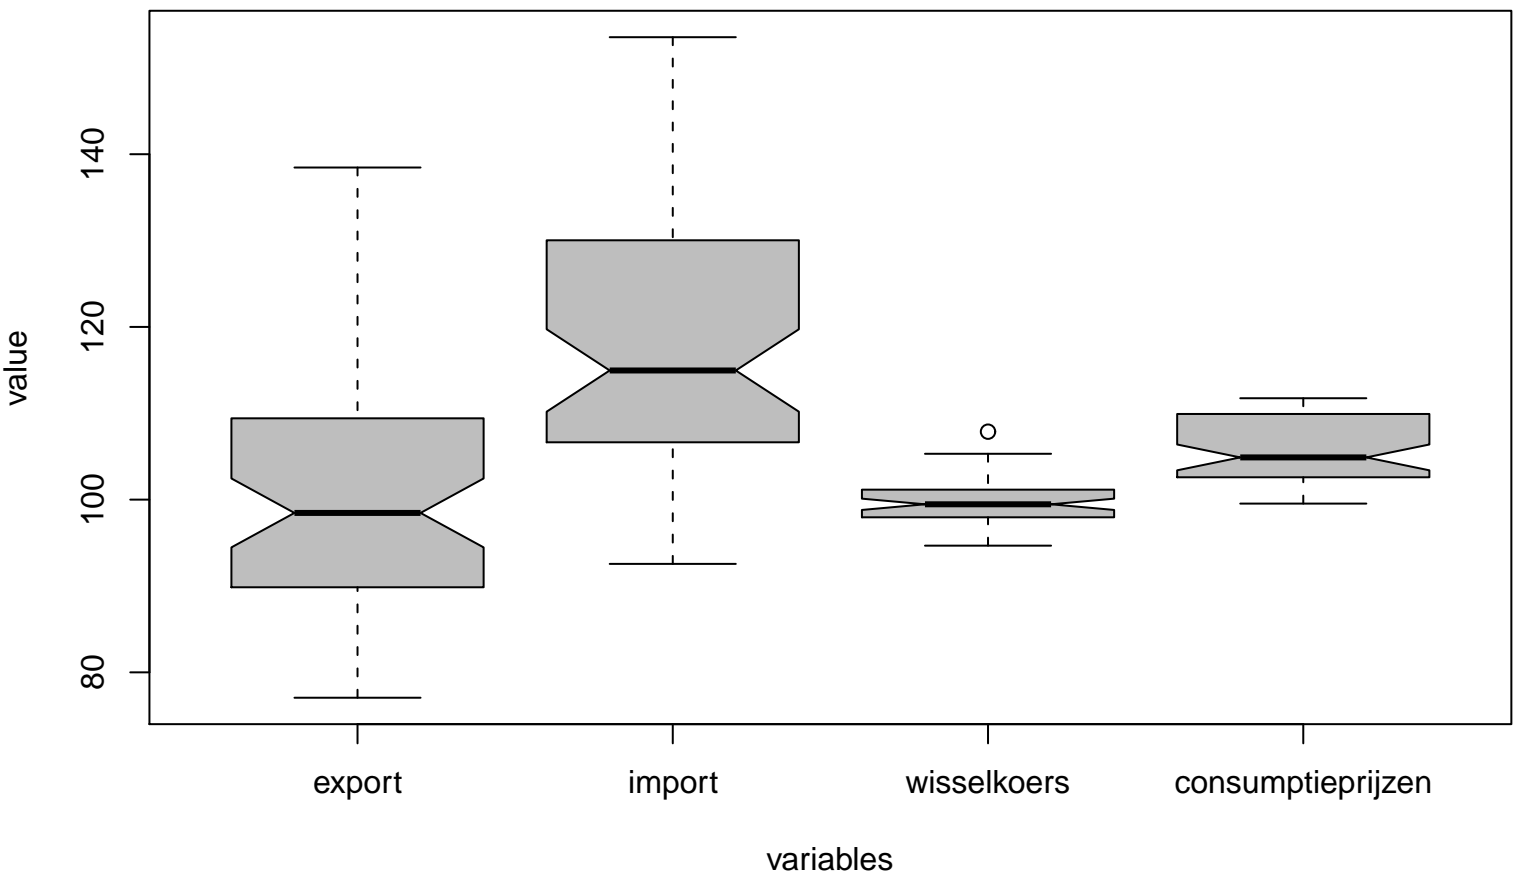 value
140
120
100
80
export
import
wisselkoers
consumptieprijzen
variables